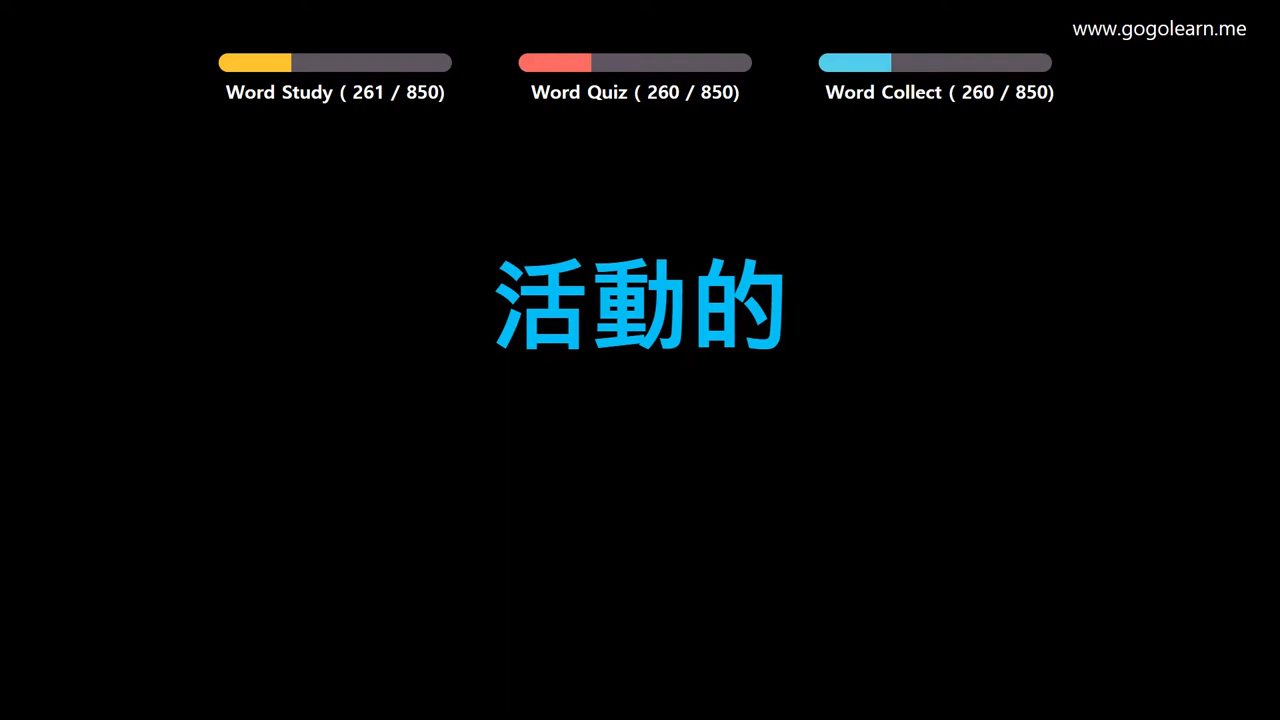 www.gogolearn.me
Word Study ( 261 / 850)
Word Quiz ( 260 / 850)
Word Collect ( 260 / 850)
活動的